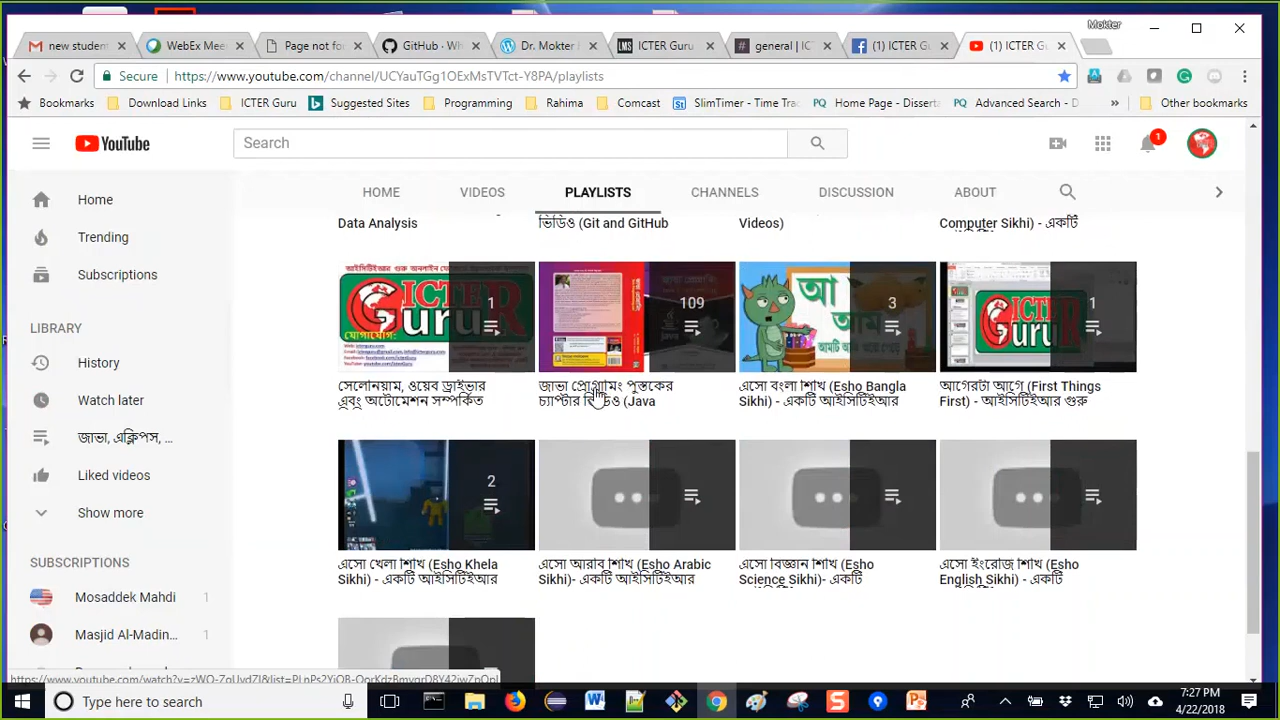 Mokter
new student
WebEx Mee
Page not fo
GitHub · Wh
Dr. Mokter
LMS ICTER Guru
general | IC
(1) ICTER G
(1) ICTER G
Secure https://www.youtube.com/channel/UCYauTGg1OExMsTVTct-Y8PA/playlists
Bookmarks Download Links ICTER Guru Suggested Sites Programming Rahima Comcast SlimTimer - Time Tra Home Page - Disserta Advanced Search - D » Other bookmarks
YouTube
Search
1
HOME VIDEOS PLAYLISTS CHANNELS DISCUSSION ABOUT
Home
Trending
Subscriptions
LIBRARY
History
Watch later
জাভা, এক্লিপস, ...
Liked videos
Show more
SUBSCRIPTIONS
Mosaddek Mahdi 1
Masjid Al-Madin... 1
Data Analysis
ভিডিও (Git and GitHub
Videos)
Computer Sikhi) - একটি
ICTER
Guru
যোগাযোগ:
1
109
3
1
সেলেনিয়াম, ওয়েব ড্রাইভার
এবং অটোমেশন সম্পর্কিত
জাভা প্রোগ্রামিং পুস্তকের
চ্যাপ্টার ভিডিও (Java
এসো বাংলা শিখি (Esho Bangla
Sikhi) - একটি আইসিটিইআর
আগেরটা আগে (First Things
First) - আইসিটিইআর গুরু
2
এসো খেলা শিখি (Esho Khela
Sikhi) - একটি আইসিটিইআর
এসো আরবি শিখি (Esho Arabic
Sikhi)- একটি আইসিটিইআর
এসো বিজ্ঞান শিখি (Esho
Science Sikhi)- একটি
এসো ইংরেজি শিখি (Esho
English Sikhi) - একটি
Type here to search
7:27 PM
4/22/2018